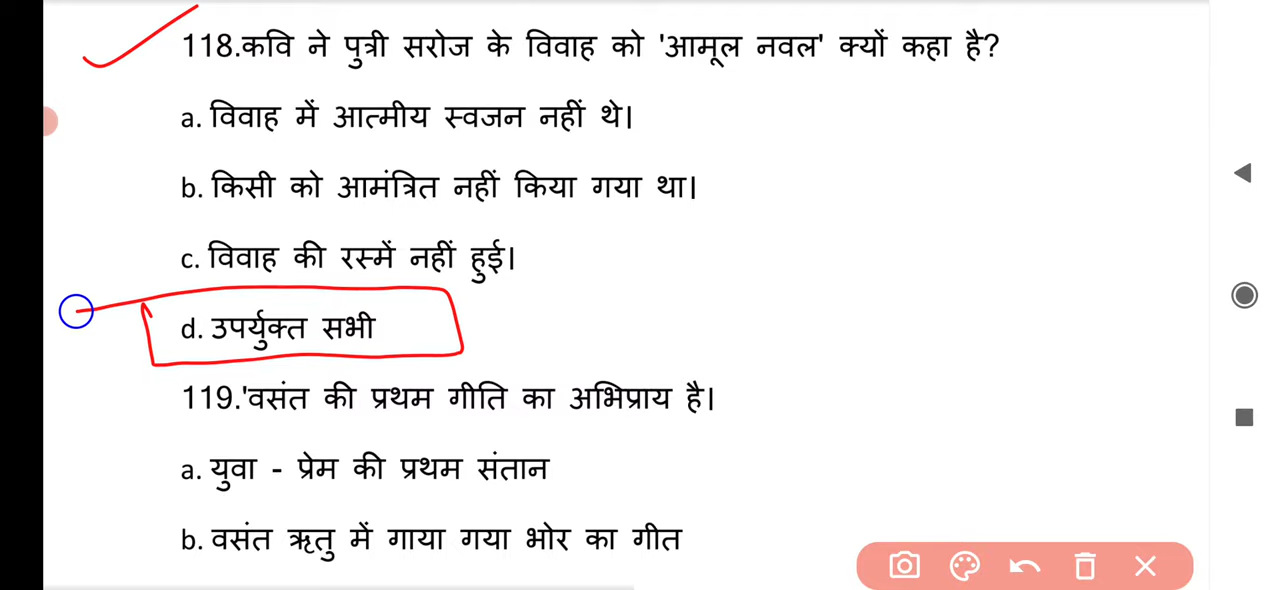 118.कवि ने पुत्री सरोज के विवाह को 'आमूल नवल' क्यों कहा है?
a. विवाह में आत्मीय स्वजन नहीं थे।
b. किसी को आमंत्रित नहीं किया गया था।
c. विवाह की रस्में नहीं हुई।
d. उपर्युक्त सभी
119.'वसंत की प्रथम गीति का अभिप्राय है।
a. युवा - प्रेम की प्रथम संतान
b. वसंत ऋतु में गाया गया भोर का गीत